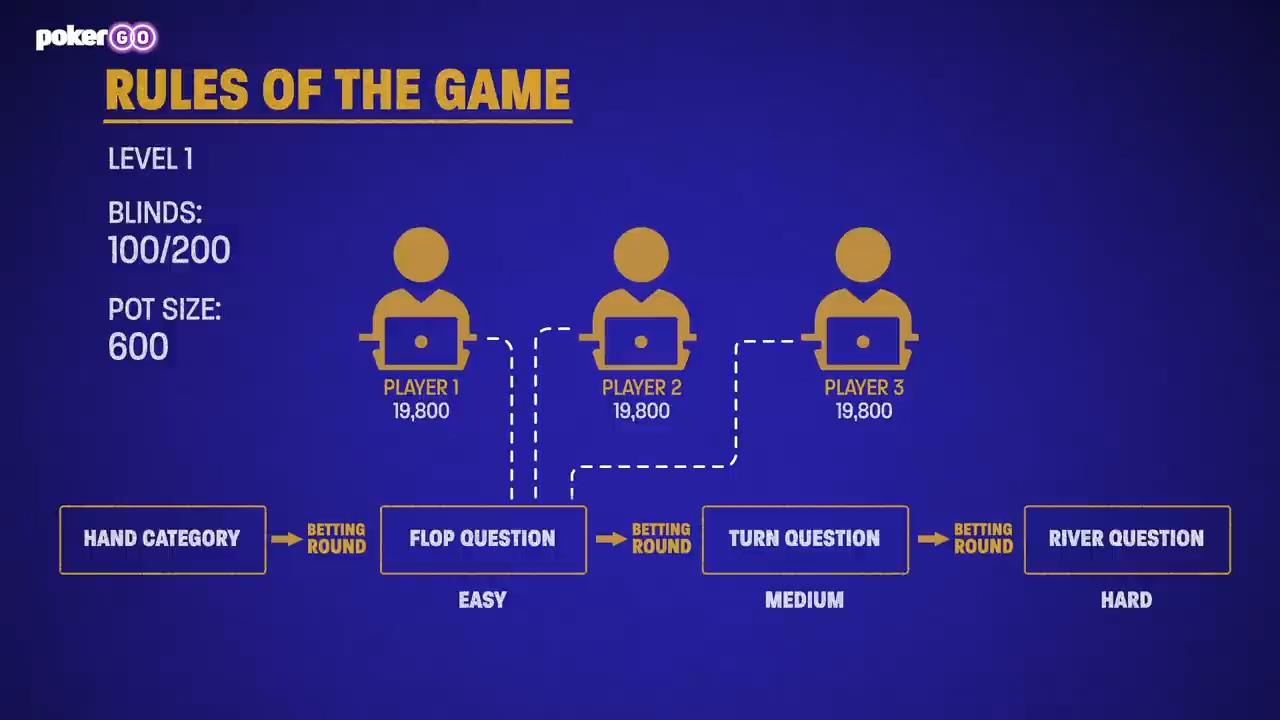 pokerGO
RULES OF THE GAME
LEVEL 1
BLINDS:
100/200
POT SIZE:
600
PLAYER 1
19,800
PLAYER 2
19,800
PLAYER 3
19,800
HAND CATEGORY
BETTING
ROUND
FLOP QUESTION
BETTING
ROUND
TURN QUESTION
BETTING
ROUND
RIVER QUESTION
EASY
MEDIUM
HARD